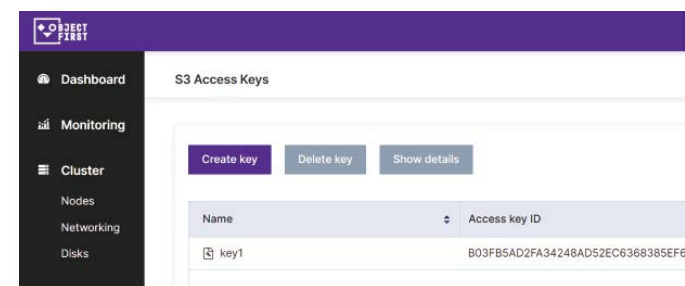 OBJECT
FIRST
Dashboard
S3 Access Keys
Monitoring
Create key
Delete key
Show details
Cluster
Nodes
Name
Access key ID
Networking
Disks
key1
B03FB5AD2FA34248AD52EC6368385EF6